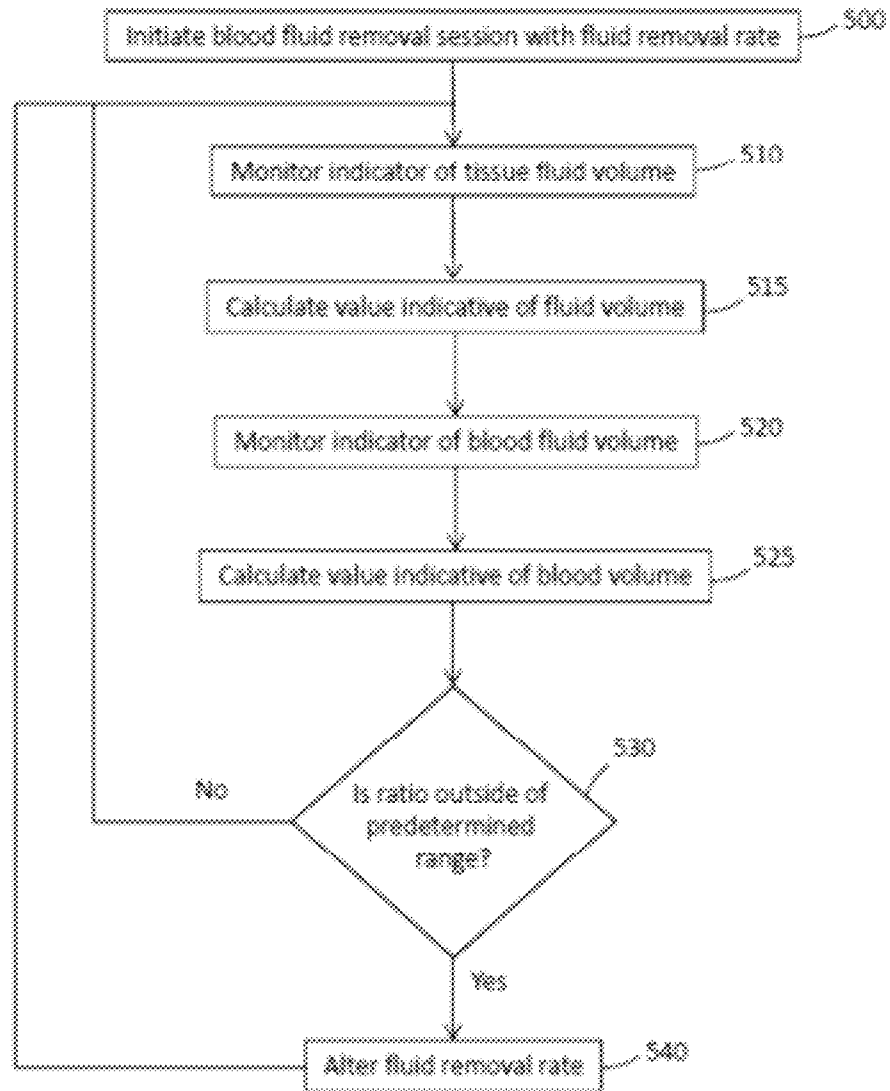 Initiate blood fluid removal session with fluid removal rate
500
Monitor indicator of tissue fluid volume
510
Calculate value indicative of fluid volume
515
Monitor indicator of blood fluid volume
520
Calculate value indicative of blood volume
525
530
No
Is ratio outside of
predetermined
range?
Yes
Alter fluid removal rate
540